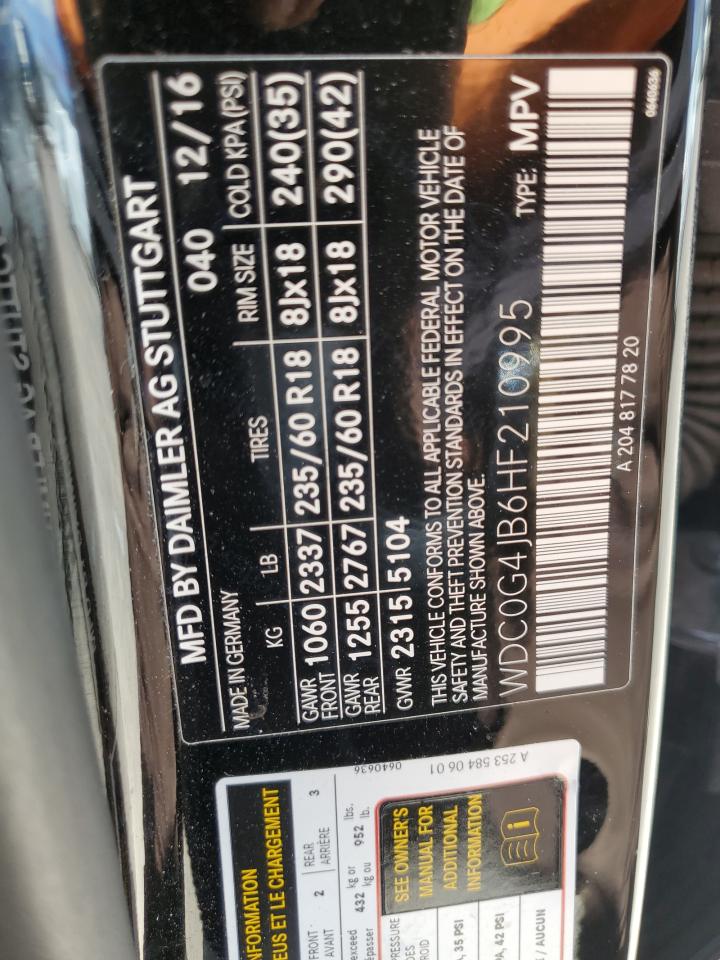 MFD BY DAIMLER AG STUTTGART
MADE IN GERMANY 040 12/16
KG LB TIRES RIM SIZE COLD KPA(PSI)
GAWR FRONT 1060 2337 235/60 R18 8Jx18 240(35)
GAWR REAR 1255 2767 235/60 R18 8Jx18 290(42)
GVWR 2315 5104
THIS VEHICLE CONFORMS TO ALL APPLICABLE FEDERAL MOTOR VEHICLE
SAFETY AND THEFT PREVENTION STANDARDS IN EFFECT ON THE DATE OF
MANUFACTURE SHOWN ABOVE.
WDC0G4JB6HF210995 TYPE: MPV
A 204 817 78 20
0640636
NFORMATION
EUS ET LE CHARGEMENT
FRONT 2 REAR 3
AVANT ARRIÈRE
exceed 432 kg or 952 lbs.
épasser kg ou lb.
PRESSURE
A, 35 PSI
A, 42 PSI
/ AUCUN
SEE OWNER'S
MANUAL FOR
ADDITIONAL
INFORMATION
i
0640636
A 253 584 06 01